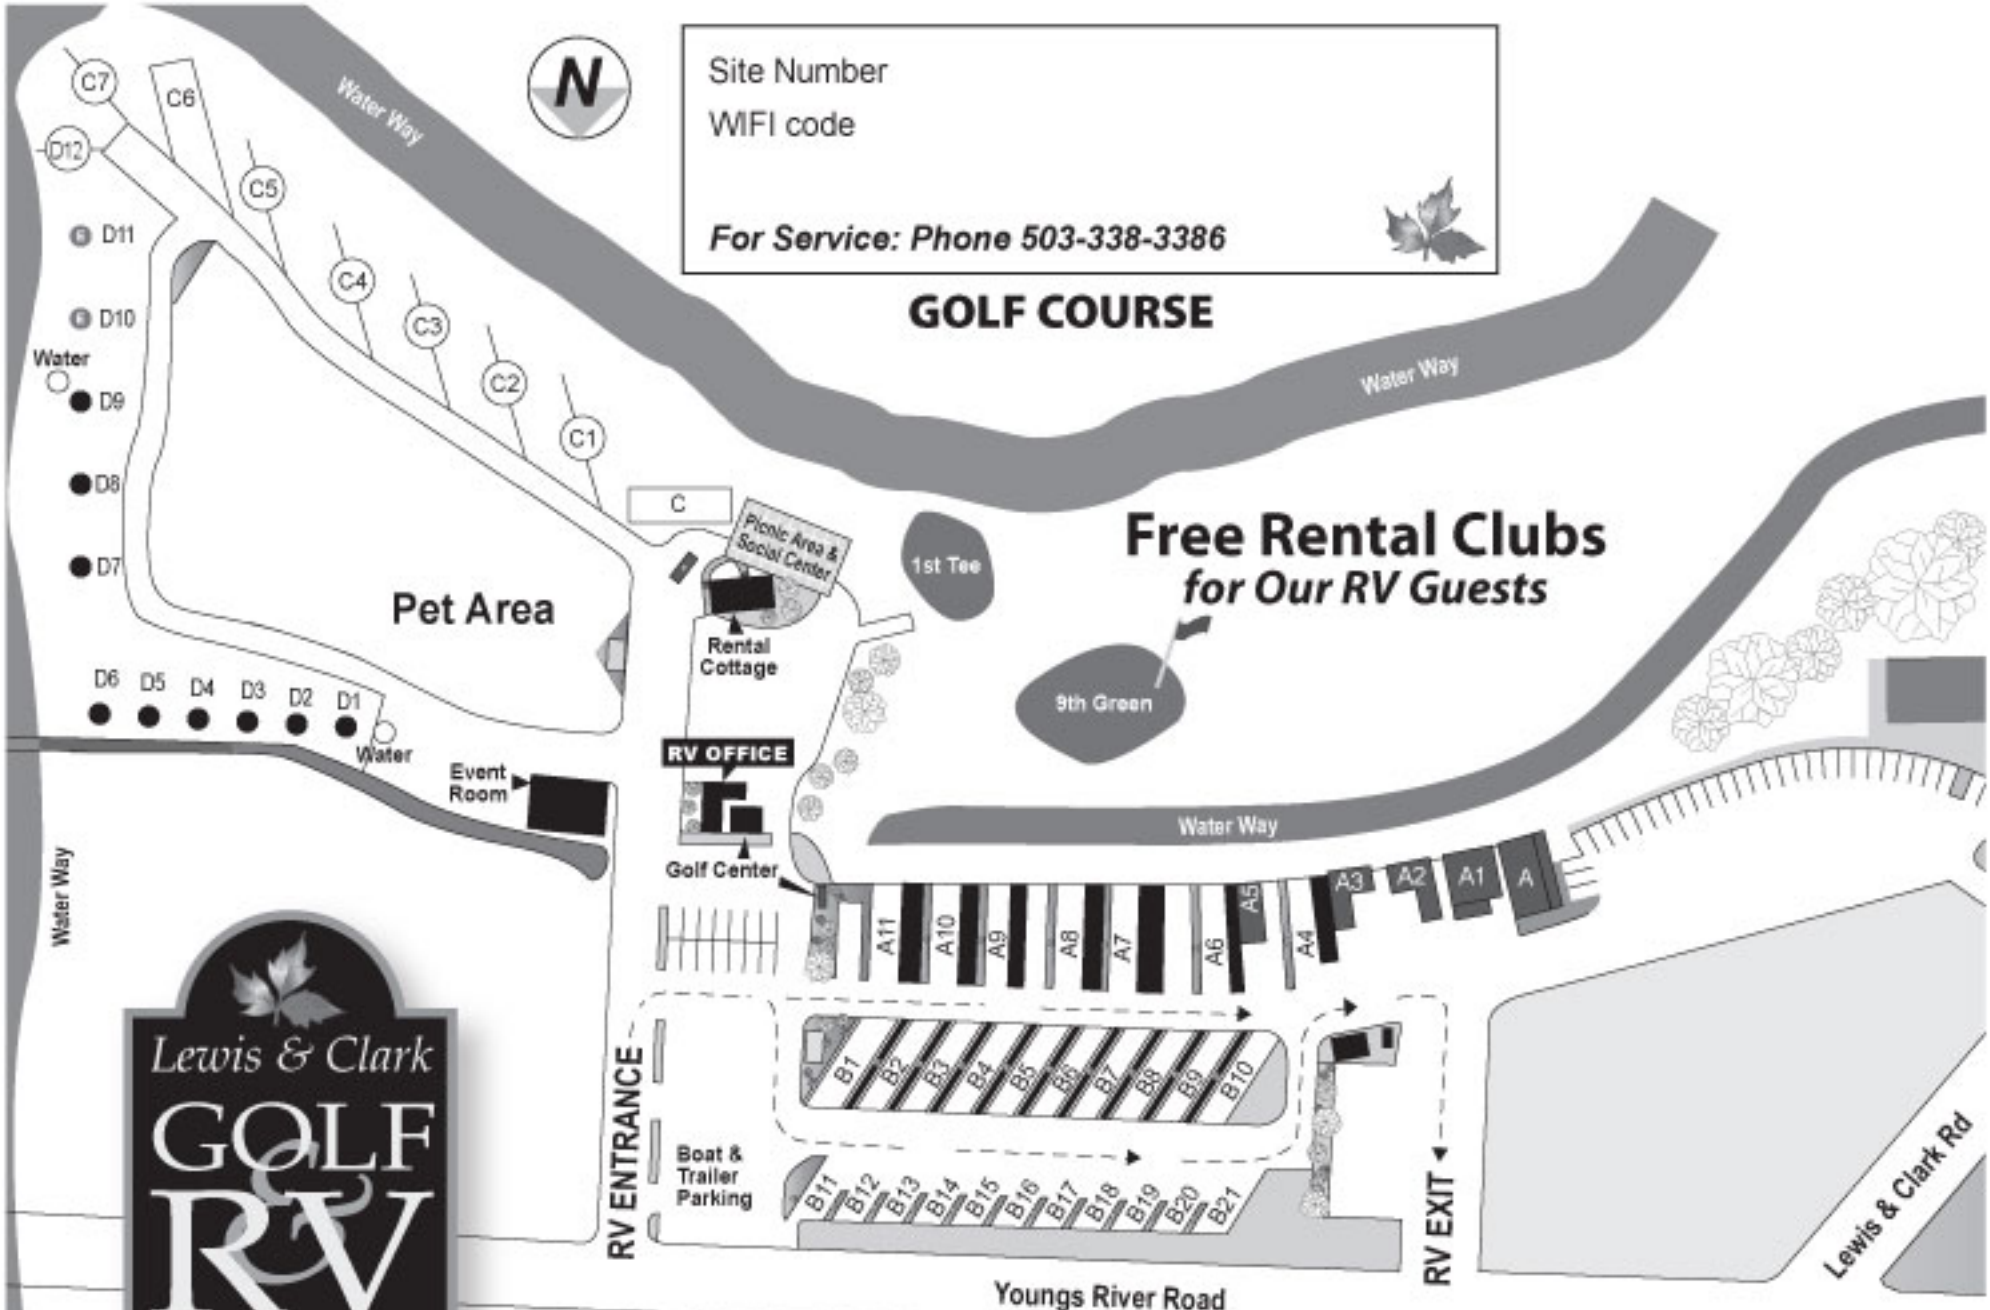 C7
C6
D12
C5
D11
C4
D10
C3
Water
C2
D9
C1
D8
D7
C
N
Site Number
WIFI code
For Service: Phone 503-338-3386
GOLF COURSE
Water Way
Water Way
Picnic Area &
Social Center
1st Tee
Free Rental Clubs
for Our RV Guests
Pet Area
Rental
Cottage
9th Green
D6
D5
D4
D3
D2
D1
Water
RV OFFICE
Event
Room
Golf Center
Water Way
Water Way
A11
A10
A9
A8
A7
A6
A5
A4
A3
A2
A1
A
Lewis & Clark
GOLF
&
RV
RV ENTRANCE
B1
B2
B3
B4
B5
B6
B7
B8
B9
B10
Boat &
Trailer
Parking
B11
B12
B13
B14
B15
B16
B17
B18
B19
B20
B21
RV EXIT
Lewis & Clark Rd
Youngs River Road